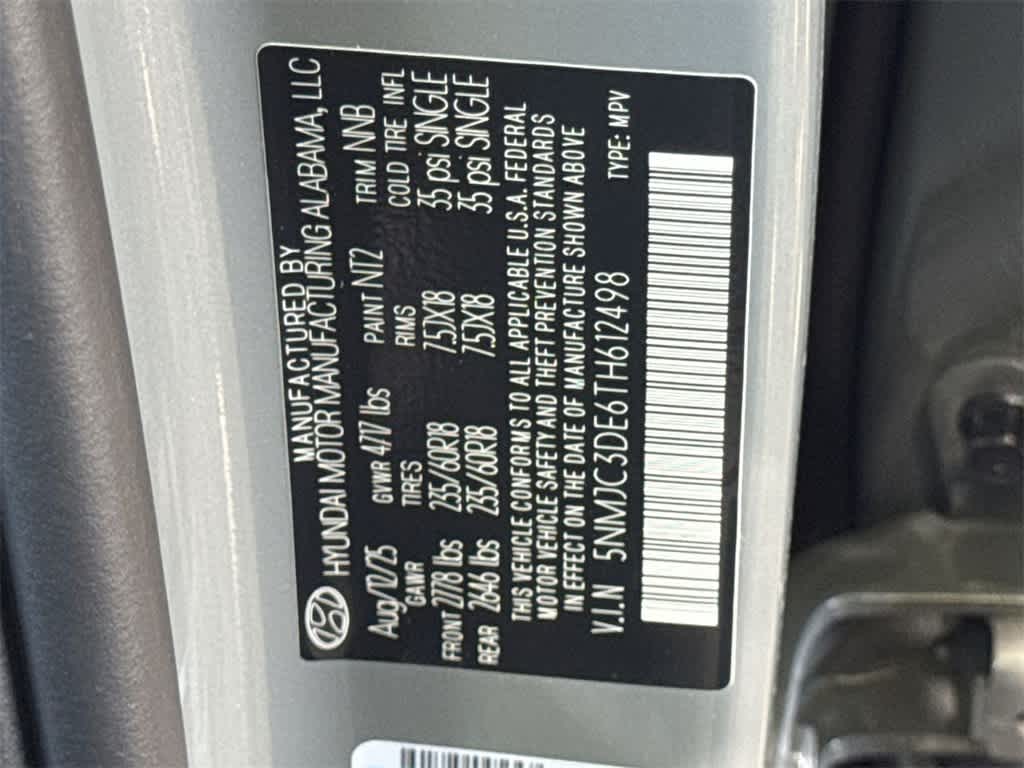 MANUFACTURED BY
HYUNDAI MOTOR MANUFACTURING ALABAMA, LLC
Aug/12/25 GVWR 4717 lbs PAINT NT2 TRIM NNB
GAWR TIRES RIMS COLD TIRE INFL
FRONT 2778 lbs 235/60R18 7.5JX18 35 psi SINGLE
REAR 2646 lbs 235/60R18 7.5JX18 35 psi SINGLE
THIS VEHICLE CONFORMS TO ALL APPLICABLE U.S.A. FEDERAL
MOTOR VEHICLE SAFETY AND THEFT PREVENTION STANDARDS
IN EFFECT ON THE DATE OF MANUFACTURE SHOWN ABOVE
V.I.N 5NMJC3DE6TH612498 TYPE: MPV